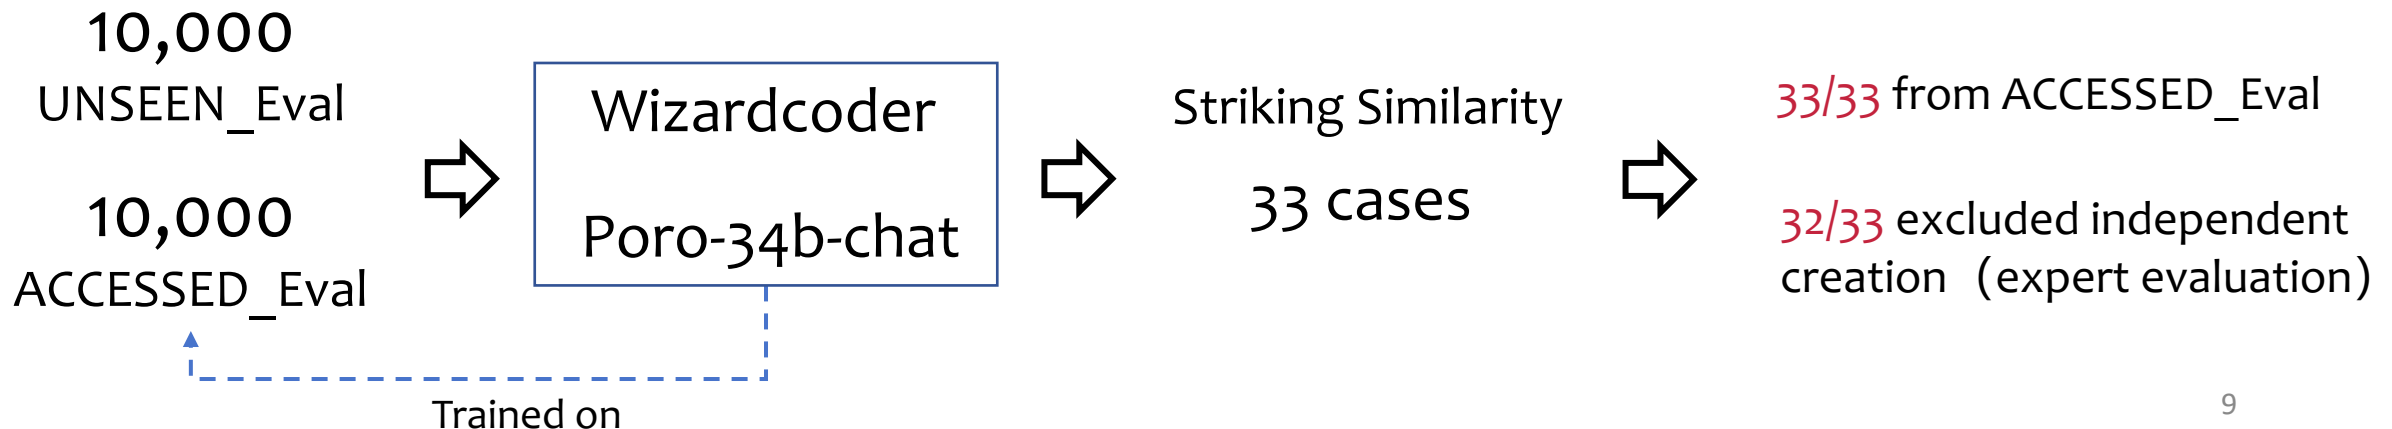 10,000
UNSEEN_Eval
10,000
ACCESSED_Eval
Wizardcoder
Poro-34b-chat
Trained on
Striking Similarity
33 cases
33/33 from ACCESSED_Eval
32/33 excluded independent
creation (expert evaluation)
9